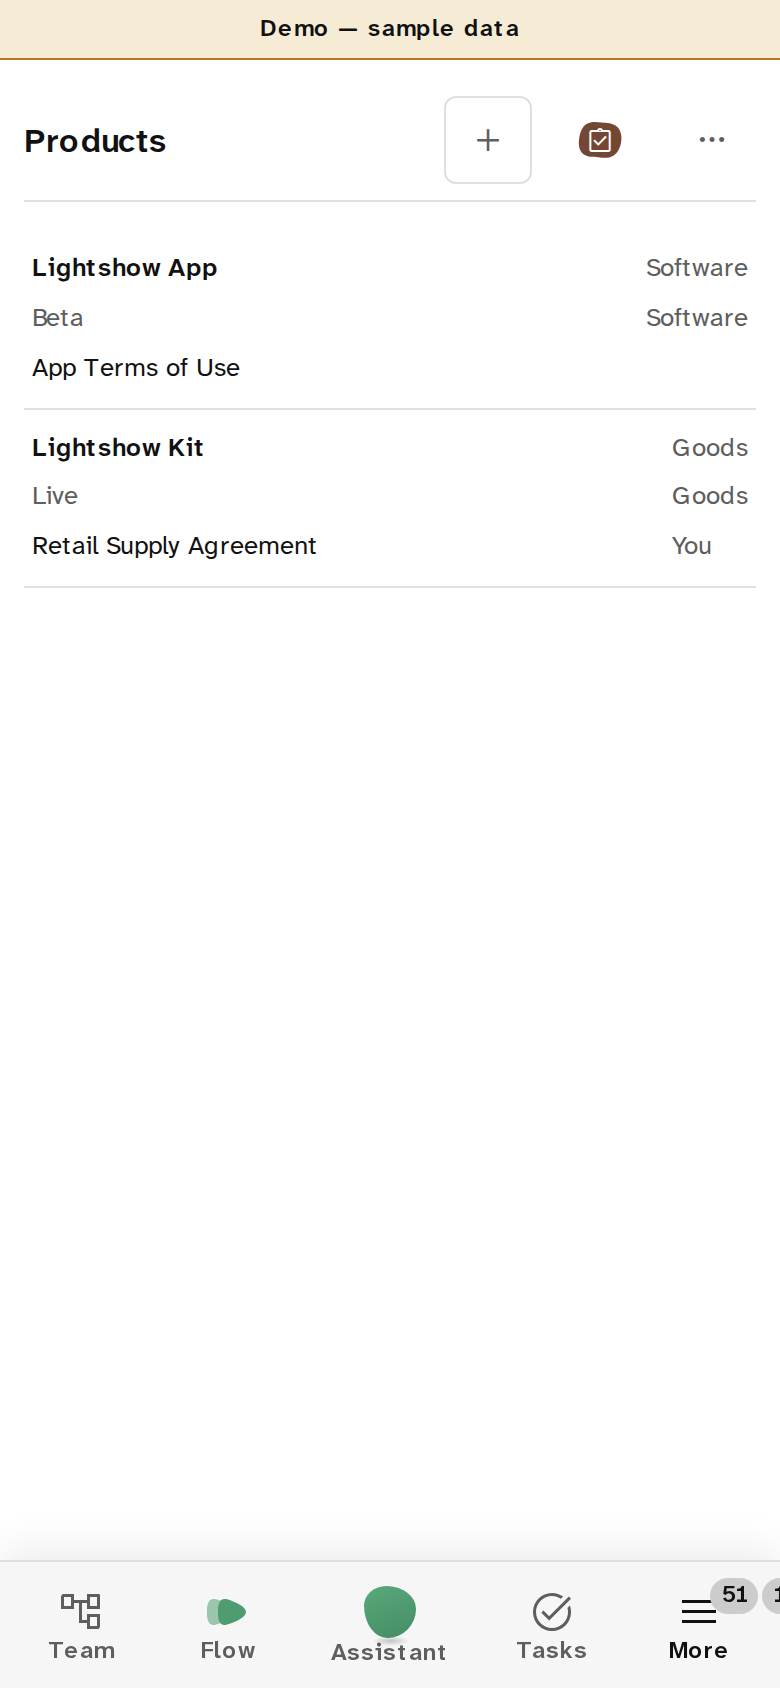 Demo — sample data
Products
Lightshow App Software
Beta Software
App Terms of Use
Lightshow Kit Goods
Live Goods
Retail Supply Agreement You
51
Team Flow Assistant Tasks More